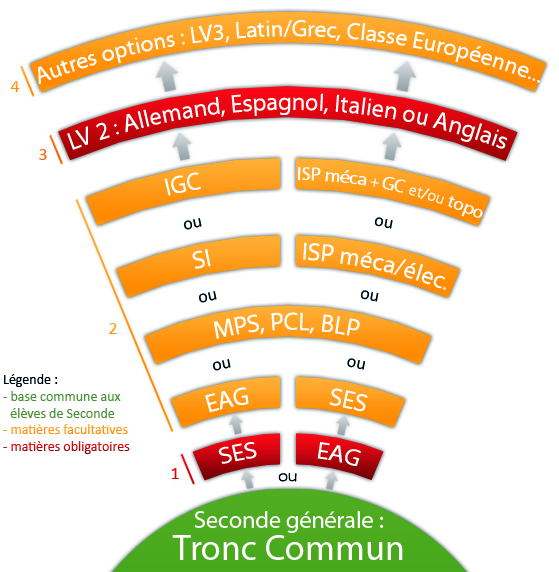 4
Autres options : LV3, Latin/Grec, Classe Européenne...
3
LV 2 : Allemand, Espagnol, Italien ou Anglais
IGC
ISP méca + GC et/ou topo
ou
ou
SI
ISP méca/élec.
ou
ou
2
MPS, PCL, BLP
ou
ou
EAG
SES
1
SES
EAG
ou
Légende :
- base commune aux
élèves de Seconde
- matières facultatives
- matières obligatoires
Seconde générale :
Tronc Commun